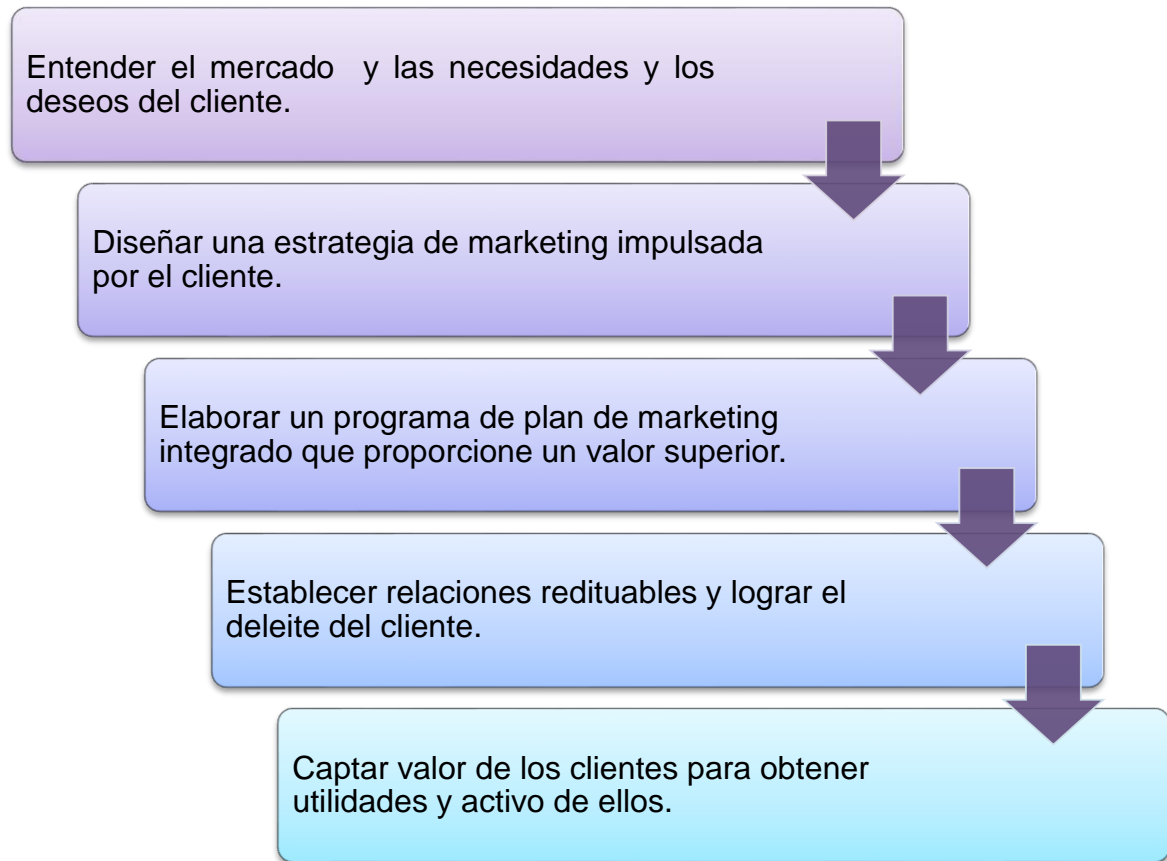 Entender el mercado y las necesidades y los
deseos del cliente.
Diseñar una estrategia de marketing impulsada
por el cliente.
Elaborar un programa de plan de marketing
integrado que proporcione un valor superior.
Establecer relaciones redituables y lograr el
deleite del cliente.
Captar valor de los clientes para obtener
utilidades y activo de ellos.